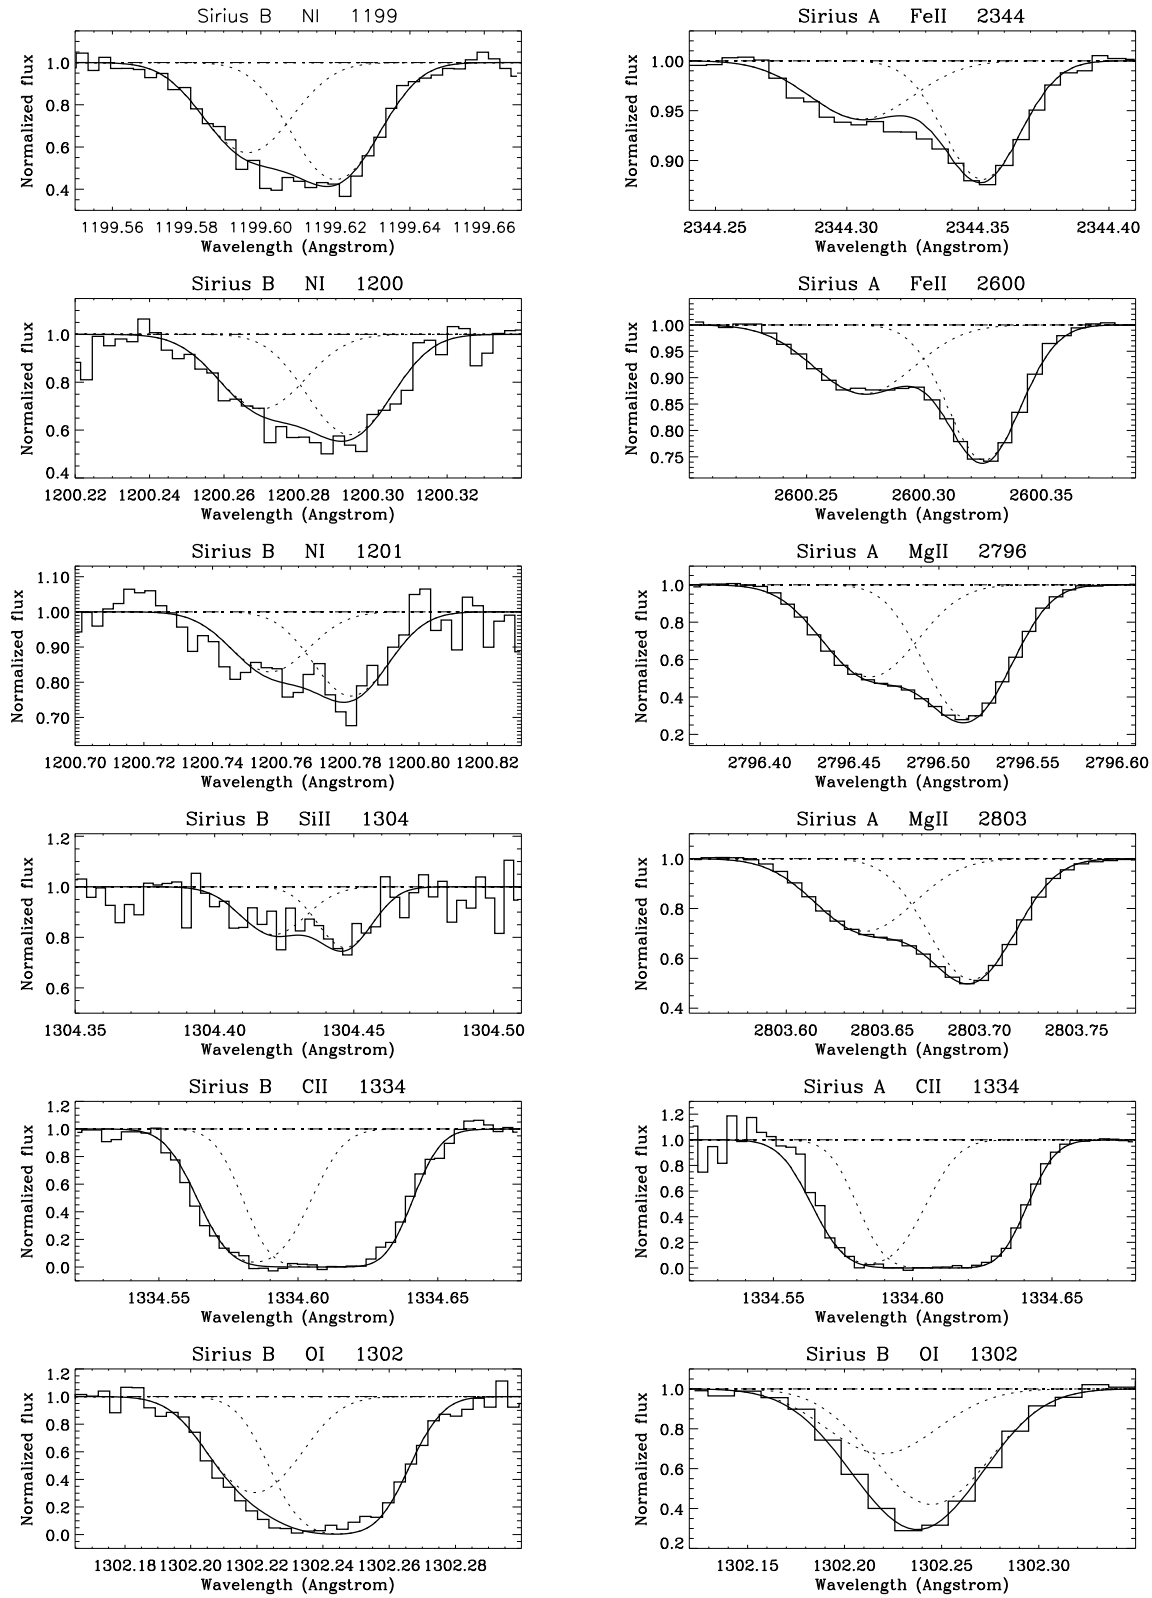 Sirius B NI 1199
Normalized flux
1.0
0.8
0.6
0.4
1199.56 1199.58 1199.60 1199.62 1199.64 1199.66
Wavelength (Angstrom)
Sirius A FeII 2344
Normalized flux
1.00
0.95
0.90
2344.25 2344.30 2344.35 2344.40
Wavelength (Angstrom)
Sirius B NI 1200
Normalized flux
1.0
0.8
0.6
0.4
1200.22 1200.24 1200.26 1200.28 1200.30 1200.32
Wavelength (Angstrom)
Sirius A FeII 2600
Normalized flux
1.00
0.95
0.90
0.85
0.80
0.75
2600.25 2600.30 2600.35
Wavelength (Angstrom)
Sirius B NI 1201
Normalized flux
1.10
1.00
0.90
0.80
0.70
1200.70 1200.72 1200.74 1200.76 1200.78 1200.80 1200.82
Wavelength (Angstrom)
Sirius A MgII 2796
Normalized flux
1.0
0.8
0.6
0.4
0.2
2796.40 2796.45 2796.50 2796.55 2796.60
Wavelength (Angstrom)
Sirius B SiII 1304
Normalized flux
1.2
1.0
0.8
0.6
1304.35 1304.40 1304.45 1304.50
Wavelength (Angstrom)
Sirius A MgII 2803
Normalized flux
1.0
0.8
0.6
0.4
2803.60 2803.65 2803.70 2803.75
Wavelength (Angstrom)
Sirius B CII 1334
Normalized flux
1.2
1.0
0.8
0.6
0.4
0.2
0.0
1334.55 1334.60 1334.65
Wavelength (Angstrom)
Sirius A CII 1334
Normalized flux
1.2
1.0
0.8
0.6
0.4
0.2
0.0
1334.55 1334.60 1334.65
Wavelength (Angstrom)
Sirius B OI 1302
Normalized flux
1.2
1.0
0.8
0.6
0.4
0.2
0.0
1302.18 1302.20 1302.22 1302.24 1302.26 1302.28
Wavelength (Angstrom)
Sirius B OI 1302
Normalized flux
1.0
0.8
0.6
0.4
0.2
1302.15 1302.20 1302.25 1302.30
Wavelength (Angstrom)